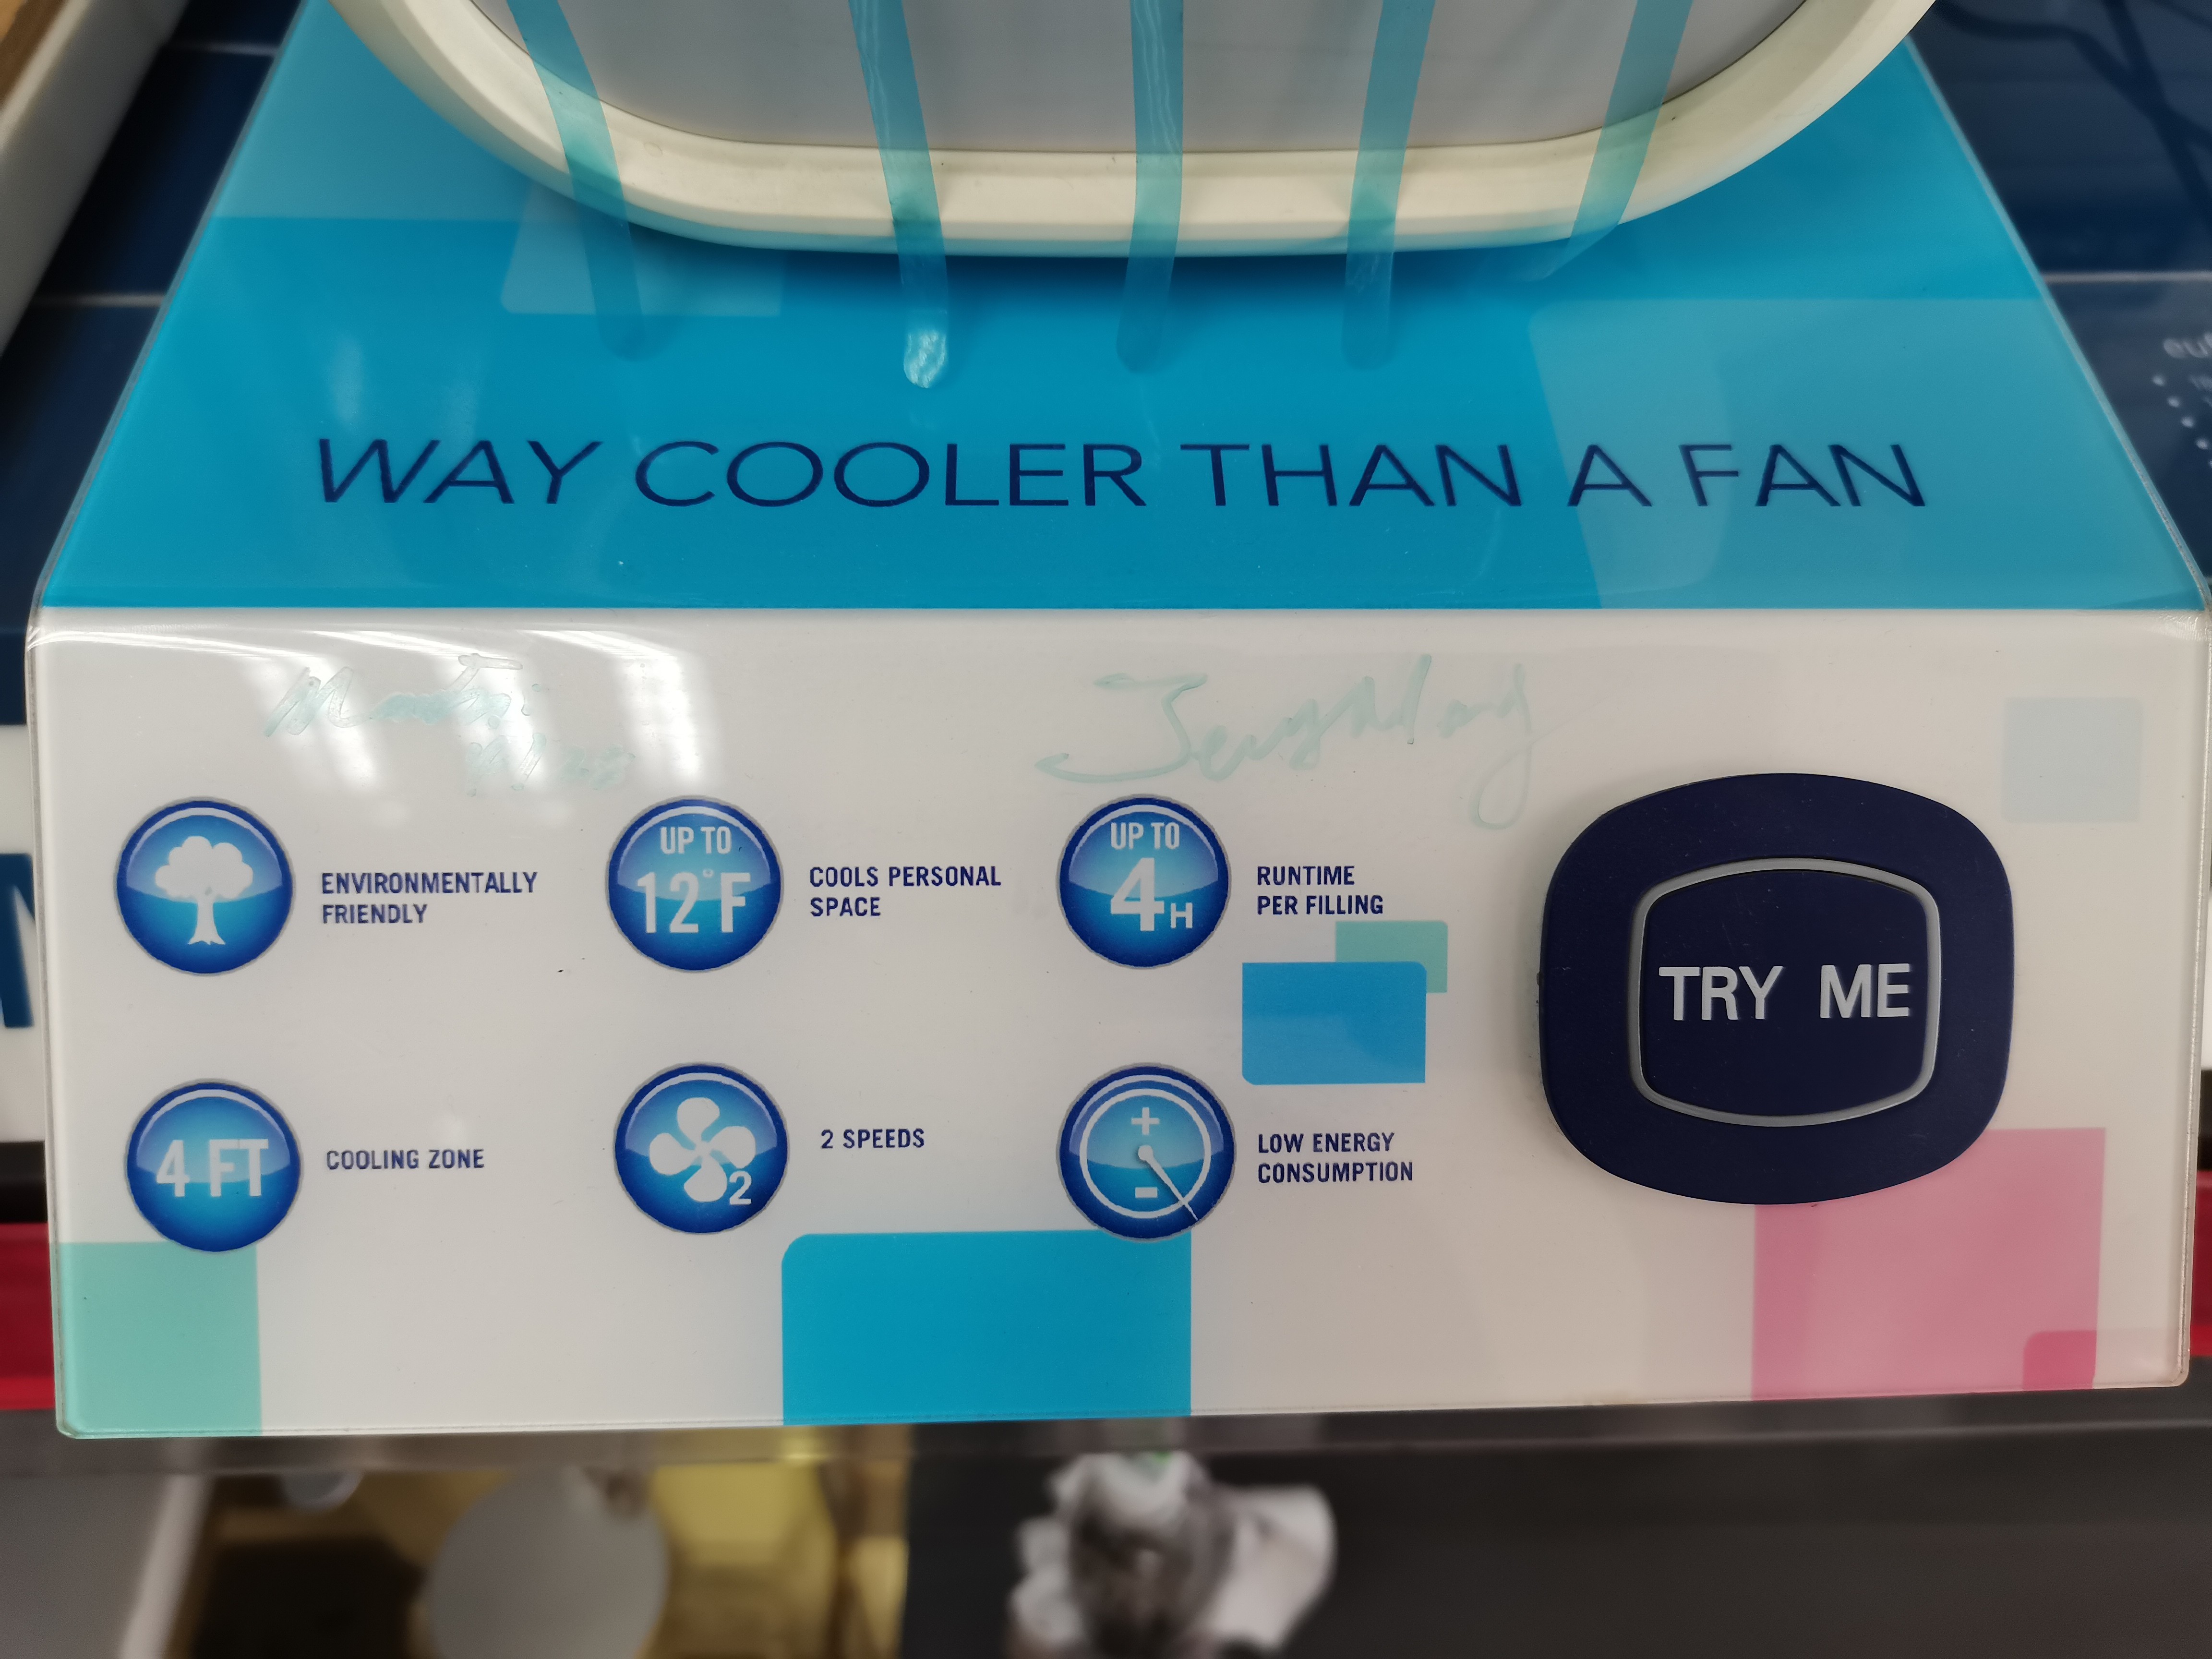 WAY COOLER THAN A FAN
ENVIRONMENTALLY
FRIENDLY
UP TO
12°F
COOLS PERSONAL
SPACE
UP TO
4H
RUNTIME
PER FILLING
TRY ME
4 FT
COOLING ZONE
2
2 SPEEDS
+
-
LOW ENERGY
CONSUMPTION